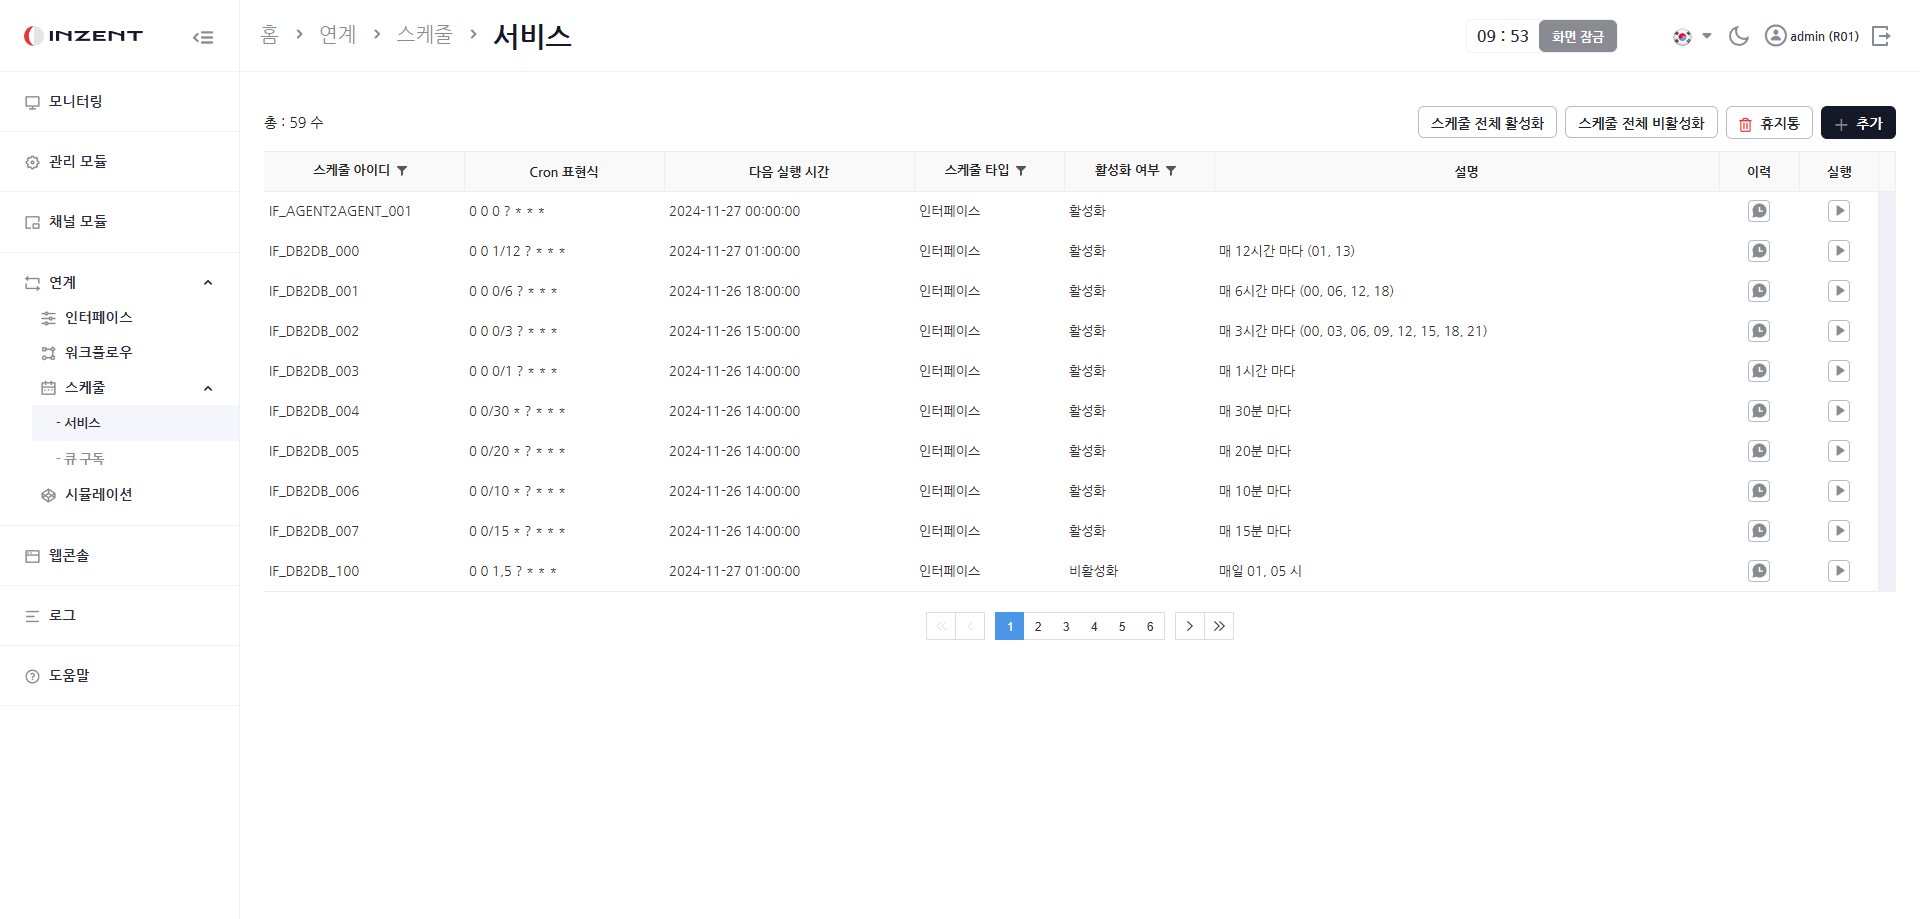 INZENT
홈 > 연계 > 스케줄 > 서비스
09 : 53 화면 잠금
admin (R01)
모니터링
관리 모듈
채널 모듈
연계
인터페이스
워크플로우
스케줄
- 서비스
- 큐 구독
시뮬레이션
웹콘솔
로그
도움말
총 : 59 수
스케줄 전체 활성화 스케줄 전체 비활성화 휴지통 + 추가
스케줄 아이디 Cron 표현식 다음 실행 시간 스케줄 타입 활성화 여부 설명 이력 실행
IF_AGENT2AGENT_001 0 0 0 ? * * * 2024-11-27 00:00:00 인터페이스 활성화
IF_DB2DB_000 0 0 1/12 ? * * * 2024-11-27 01:00:00 인터페이스 활성화 매 12시간 마다 (01, 13)
IF_DB2DB_001 0 0 0/6 ? * * * 2024-11-26 18:00:00 인터페이스 활성화 매 6시간 마다 (00, 06, 12, 18)
IF_DB2DB_002 0 0 0/3 ? * * * 2024-11-26 15:00:00 인터페이스 활성화 매 3시간 마다 (00, 03, 06, 09, 12, 15, 18, 21)
IF_DB2DB_003 0 0 0/1 ? * * * 2024-11-26 14:00:00 인터페이스 활성화 매 1시간 마다
IF_DB2DB_004 0 0/30 * ? * * * 2024-11-26 14:00:00 인터페이스 활성화 매 30분 마다
IF_DB2DB_005 0 0/20 * ? * * * 2024-11-26 14:00:00 인터페이스 활성화 매 20분 마다
IF_DB2DB_006 0 0/10 * ? * * * 2024-11-26 14:00:00 인터페이스 활성화 매 10분 마다
IF_DB2DB_007 0 0/15 * ? * * * 2024-11-26 14:00:00 인터페이스 활성화 매 15분 마다
IF_DB2DB_100 0 0 1,5 ? * * * 2024-11-27 01:00:00 인터페이스 비활성화 매일 01, 05 시
1 2 3 4 5 6